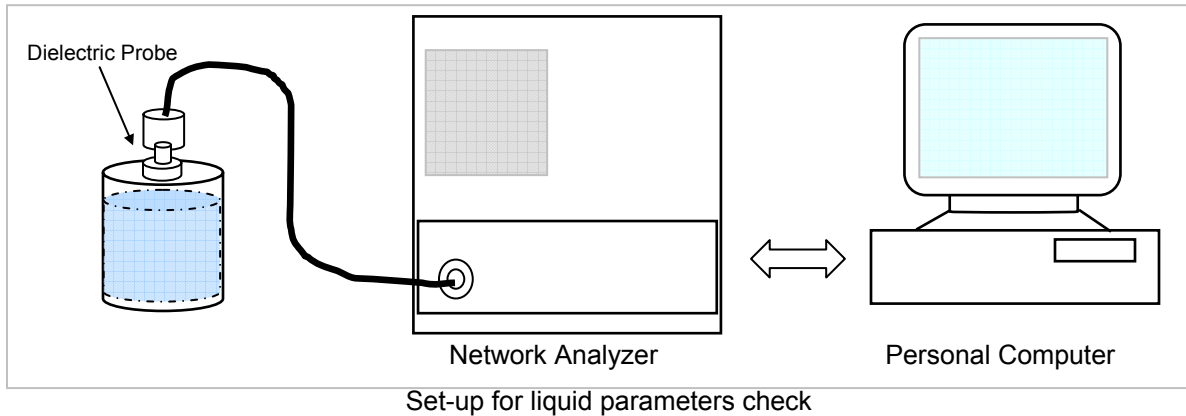 Dielectric Probe
Network Analyzer
Personal Computer
Set-up for liquid parameters check